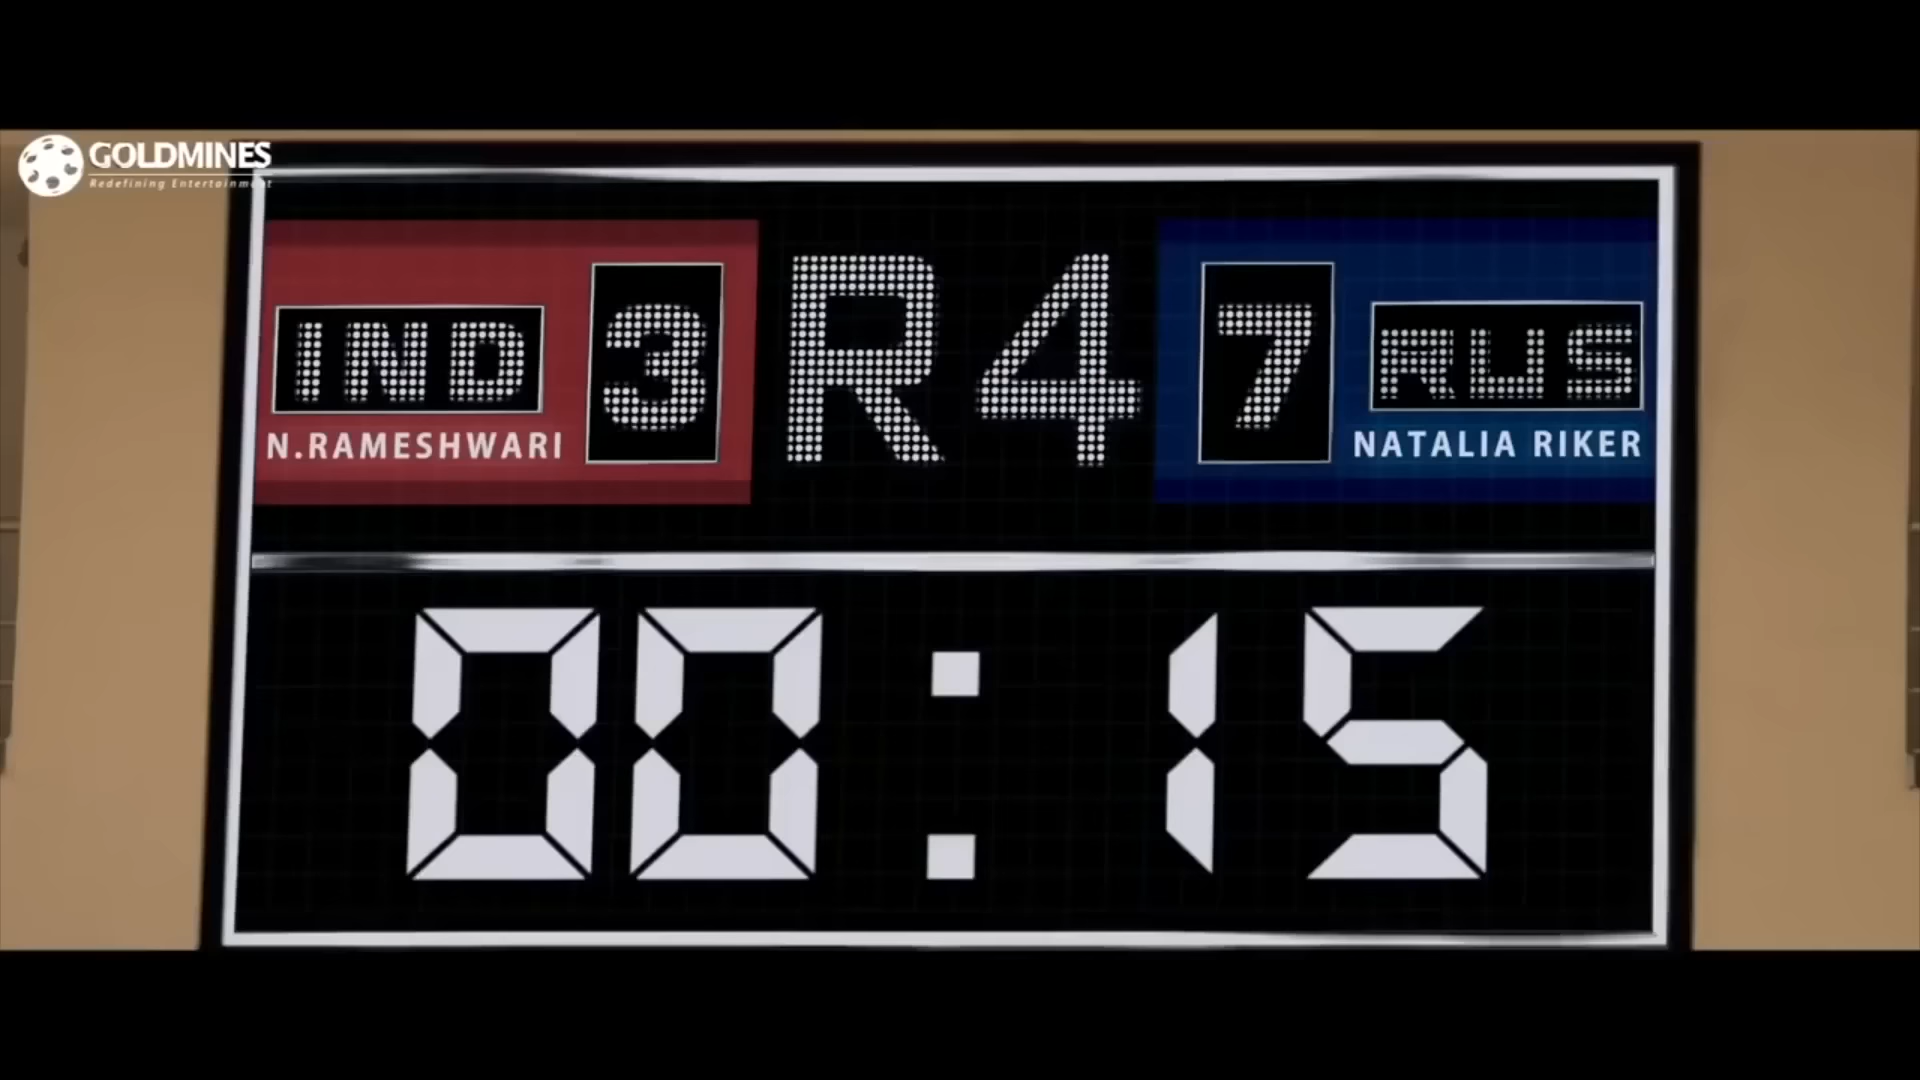 GOLDMINES
Redefining Entertainment
IND 3 R4 7 RUS
N.RAMESHWARI NATALIA RIKER
00:15